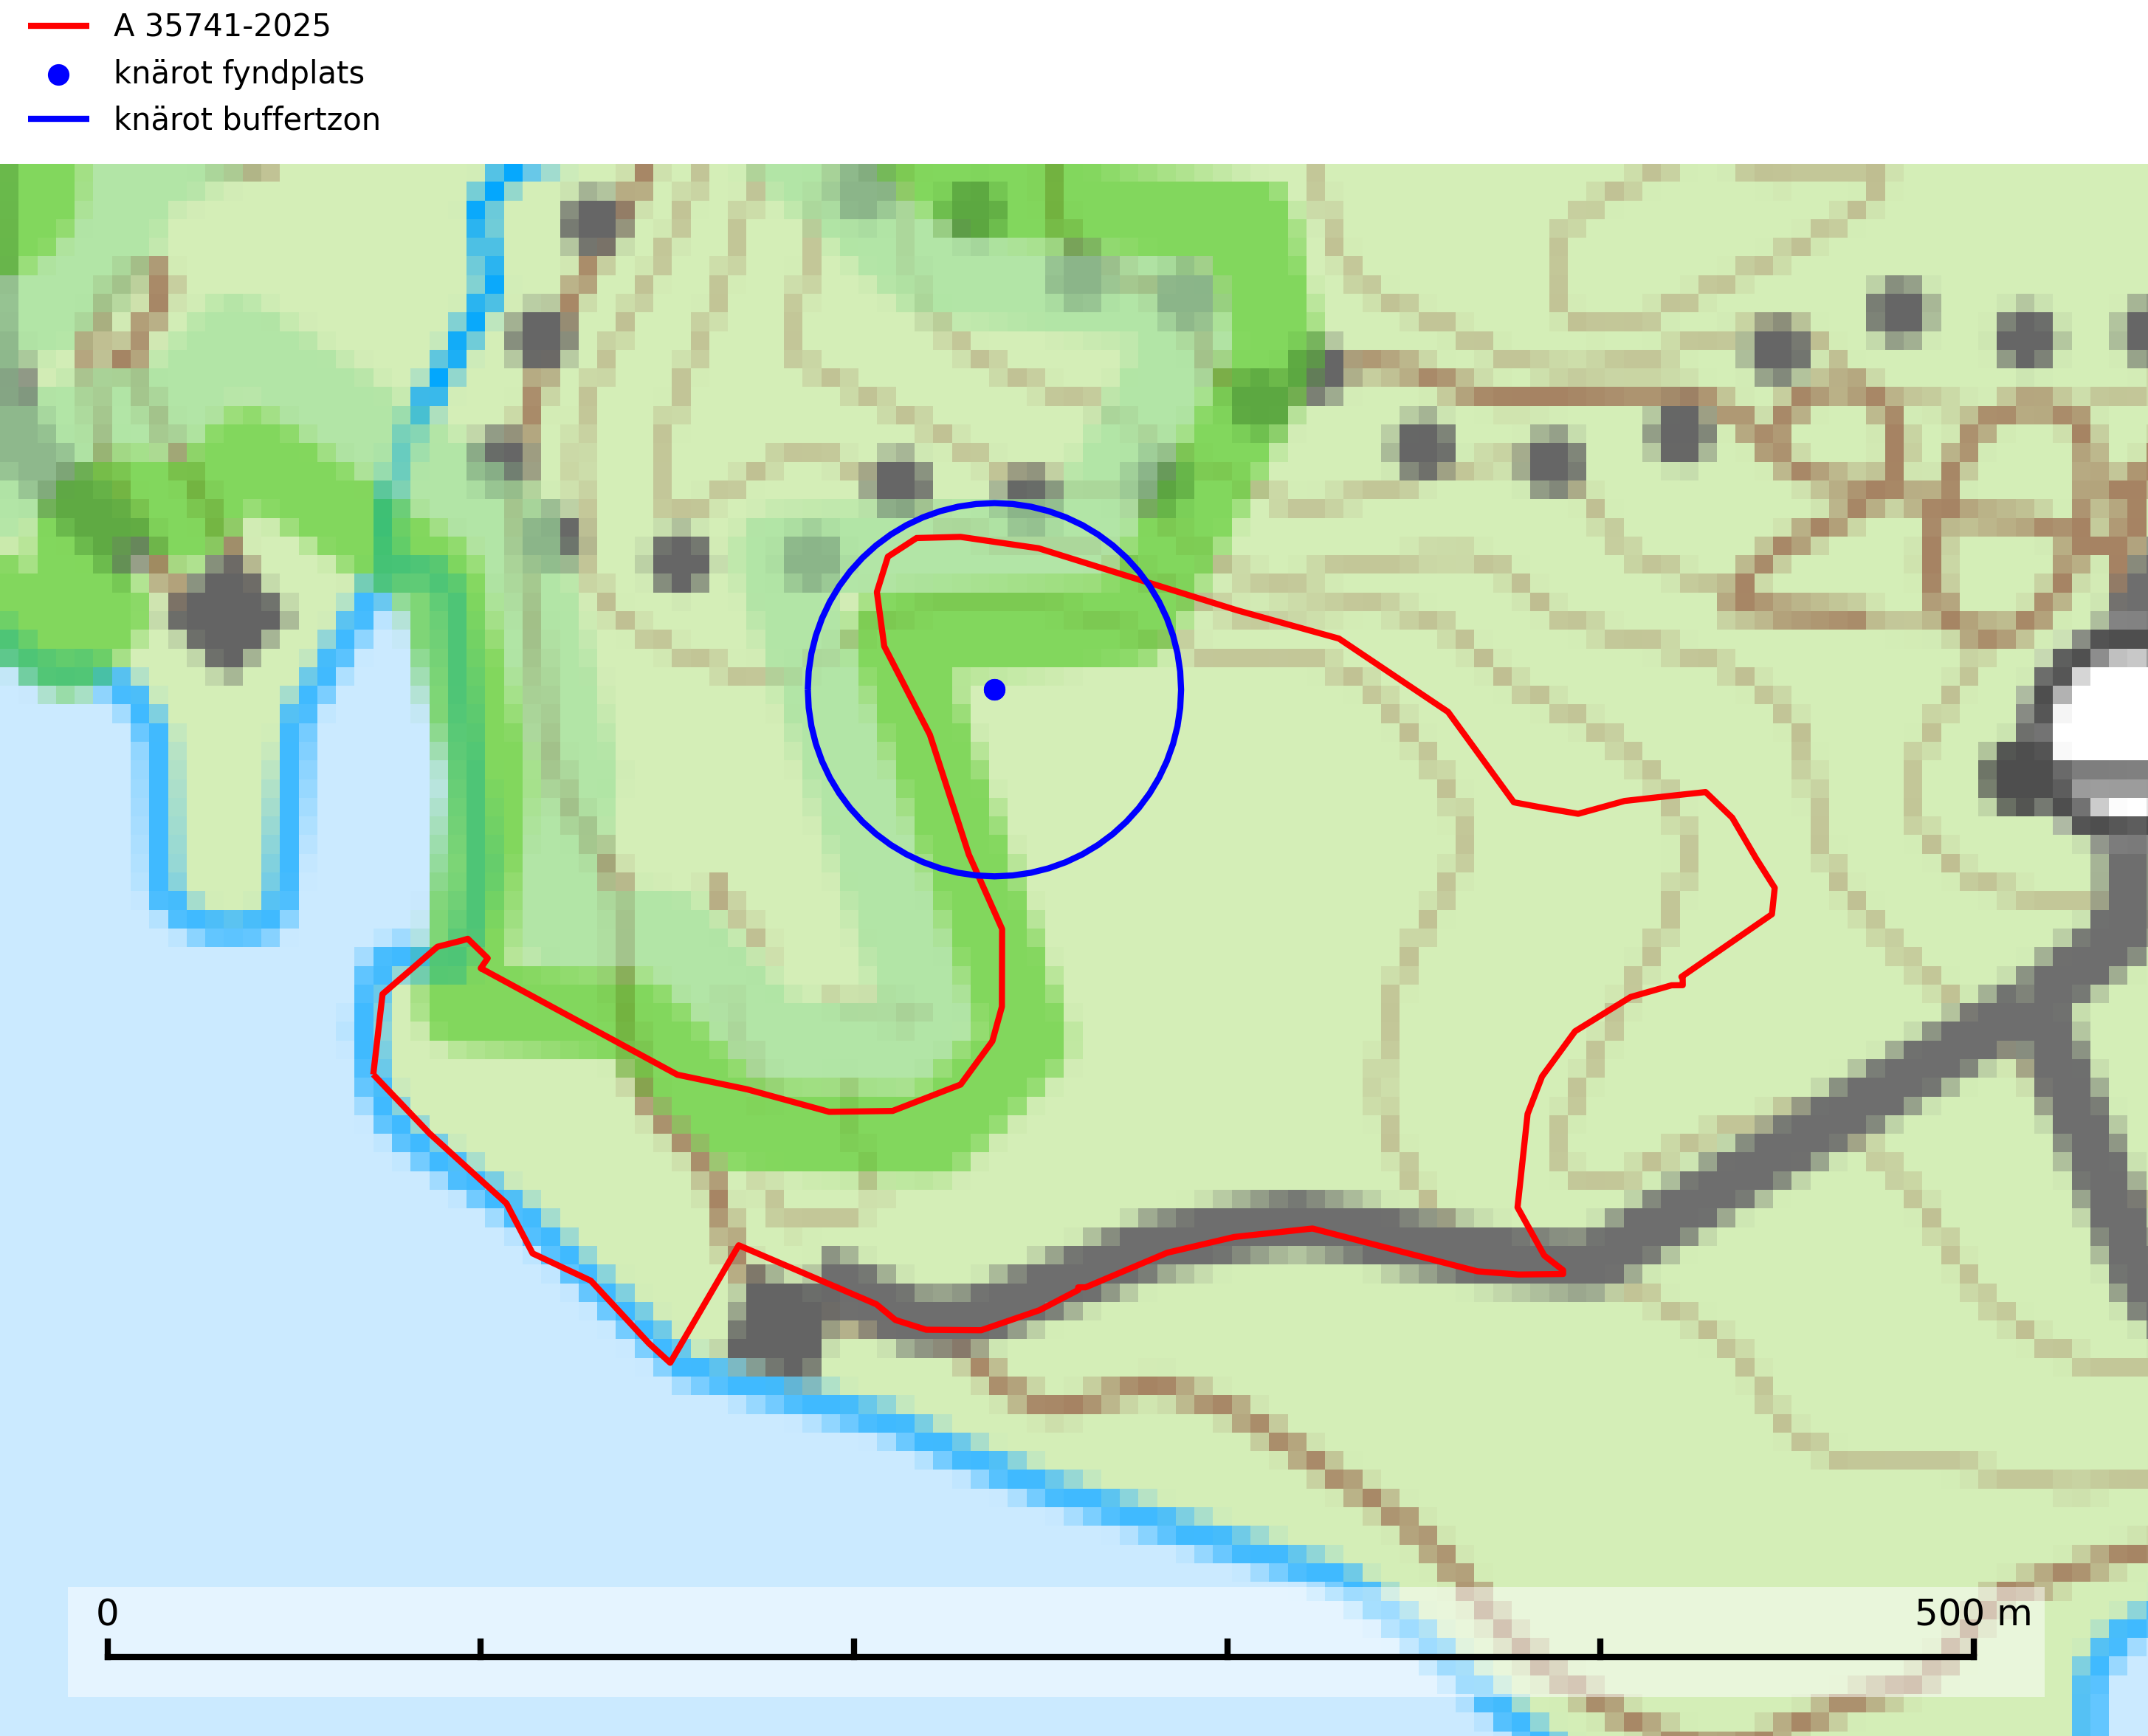 A 35741-2025
knärot fyndplats
knärot buffertzon
0
500 m